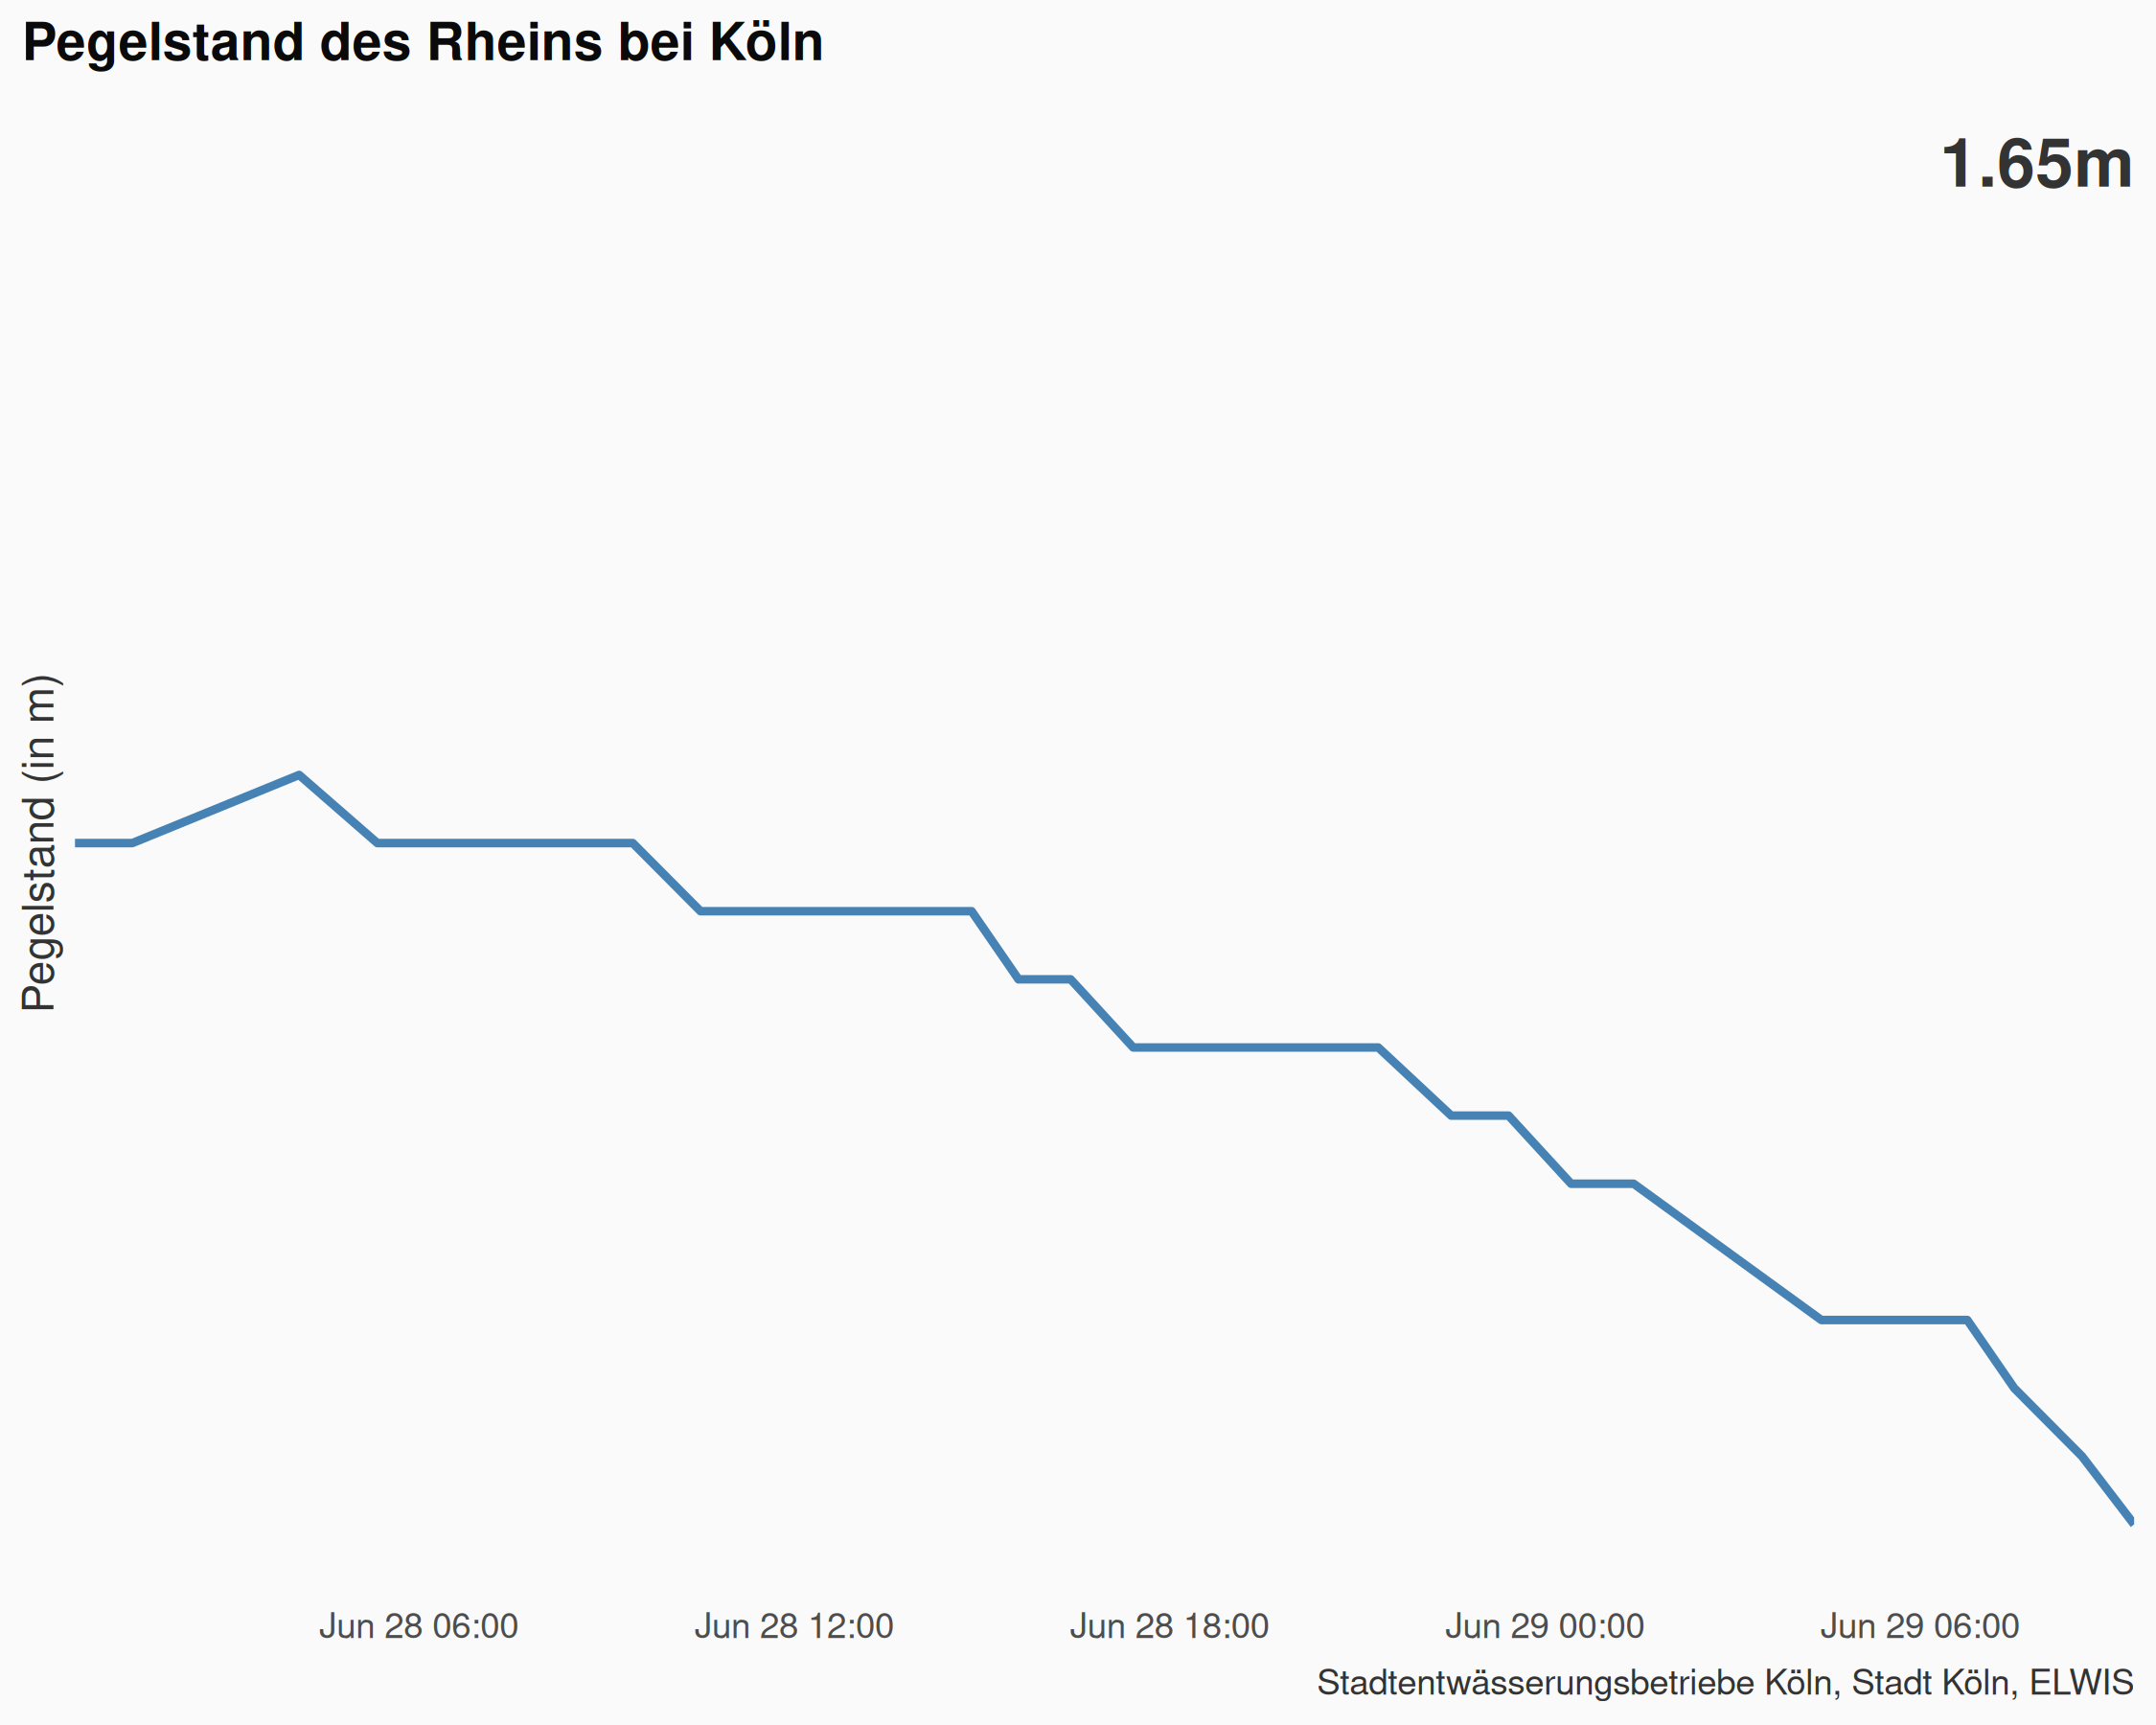 Pegelstand des Rheins bei Köln
1.65m
Pegelstand (in m)
Jun 28 06:00 Jun 28 12:00 Jun 28 18:00 Jun 29 00:00 Jun 29 06:00
Stadtentwässerungsbetriebe Köln, Stadt Köln, ELWIS